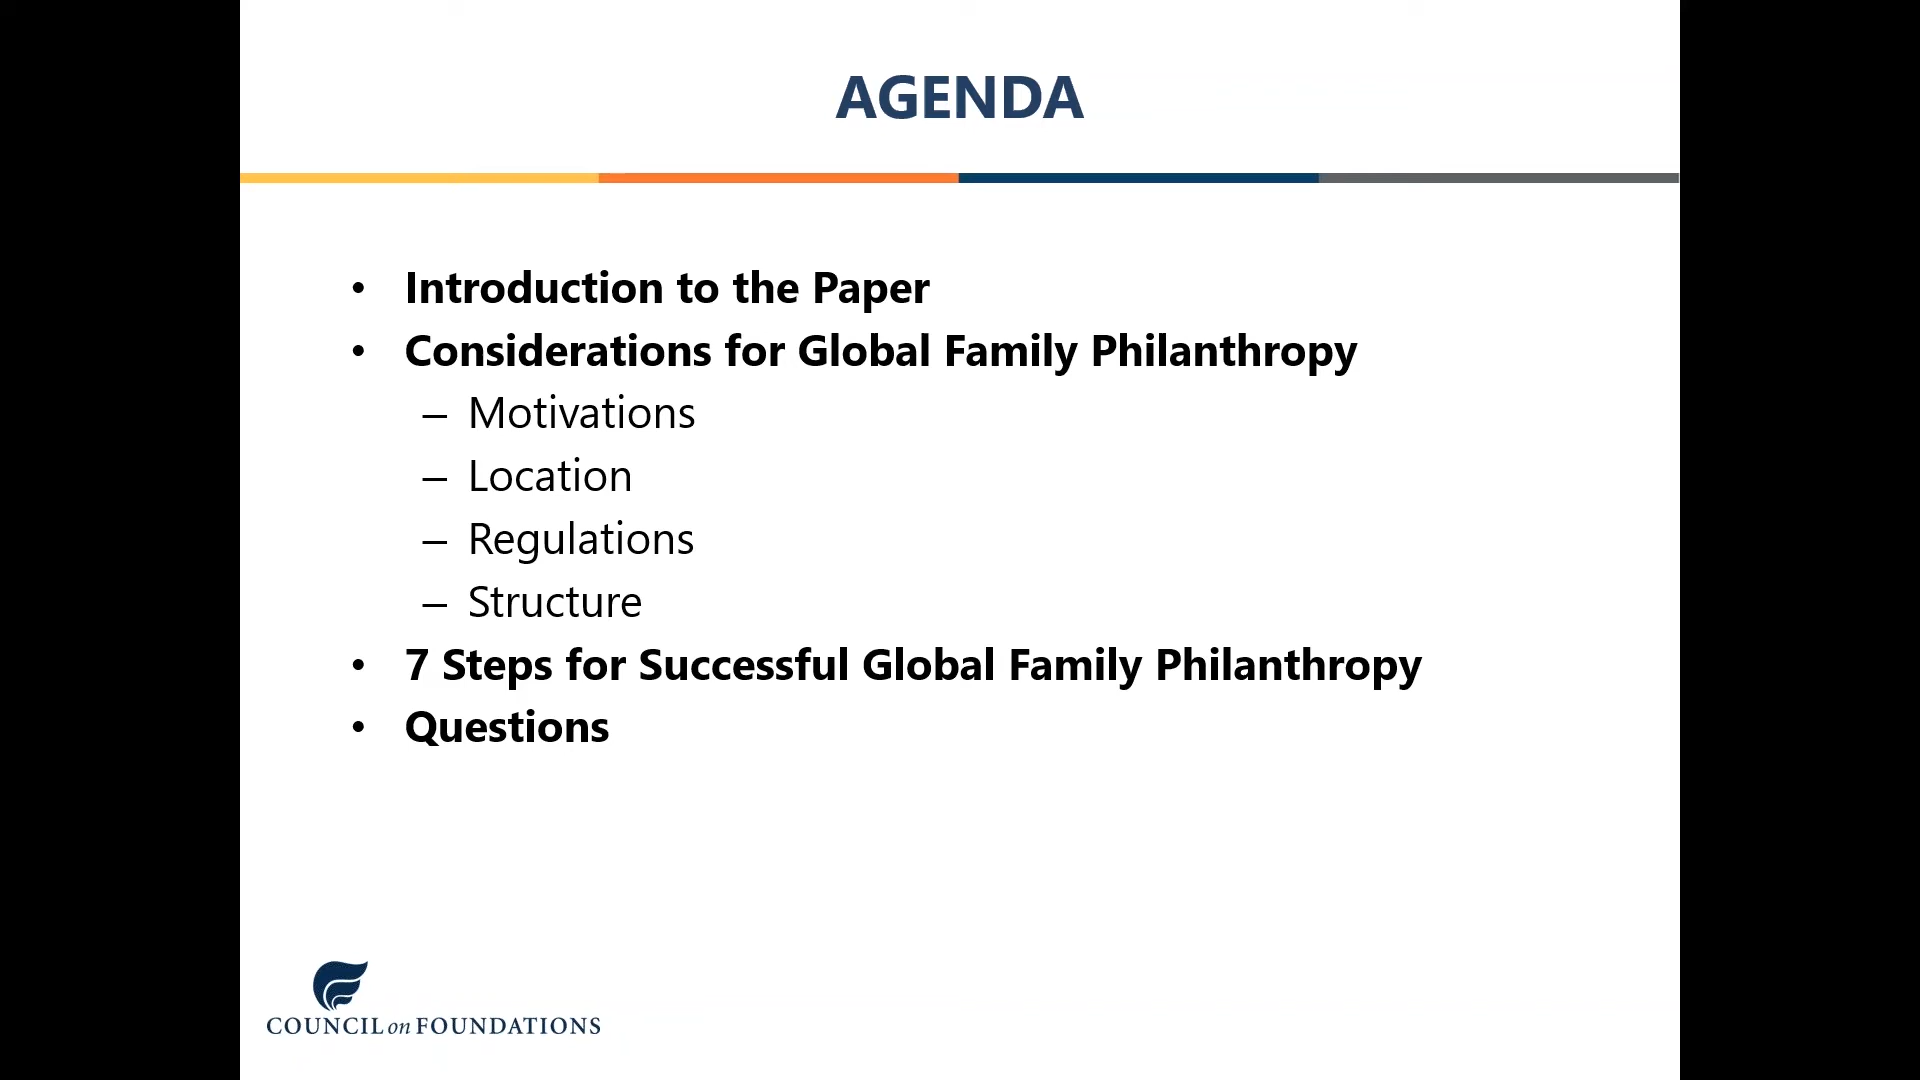 AGENDA
• Introduction to the Paper
• Considerations for Global Family Philanthropy
– Motivations
– Location
– Regulations
– Structure
• 7 Steps for Successful Global Family Philanthropy
• Questions
COUNCIL on FOUNDATIONS